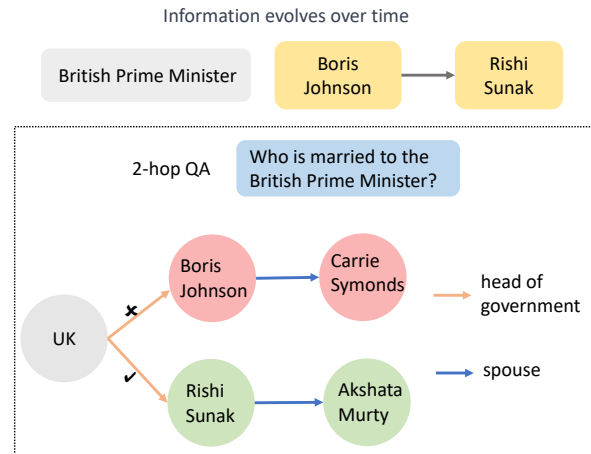 Information evolves over time
British Prime Minister
Boris
Johnson
Rishi
Sunak
2-hop QA
Who is married to the
British Prime Minister?
Boris
Johnson
Carrie
Symonds
head of
government
UK
✘
✔
Rishi
Sunak
Akshata
Murty
spouse